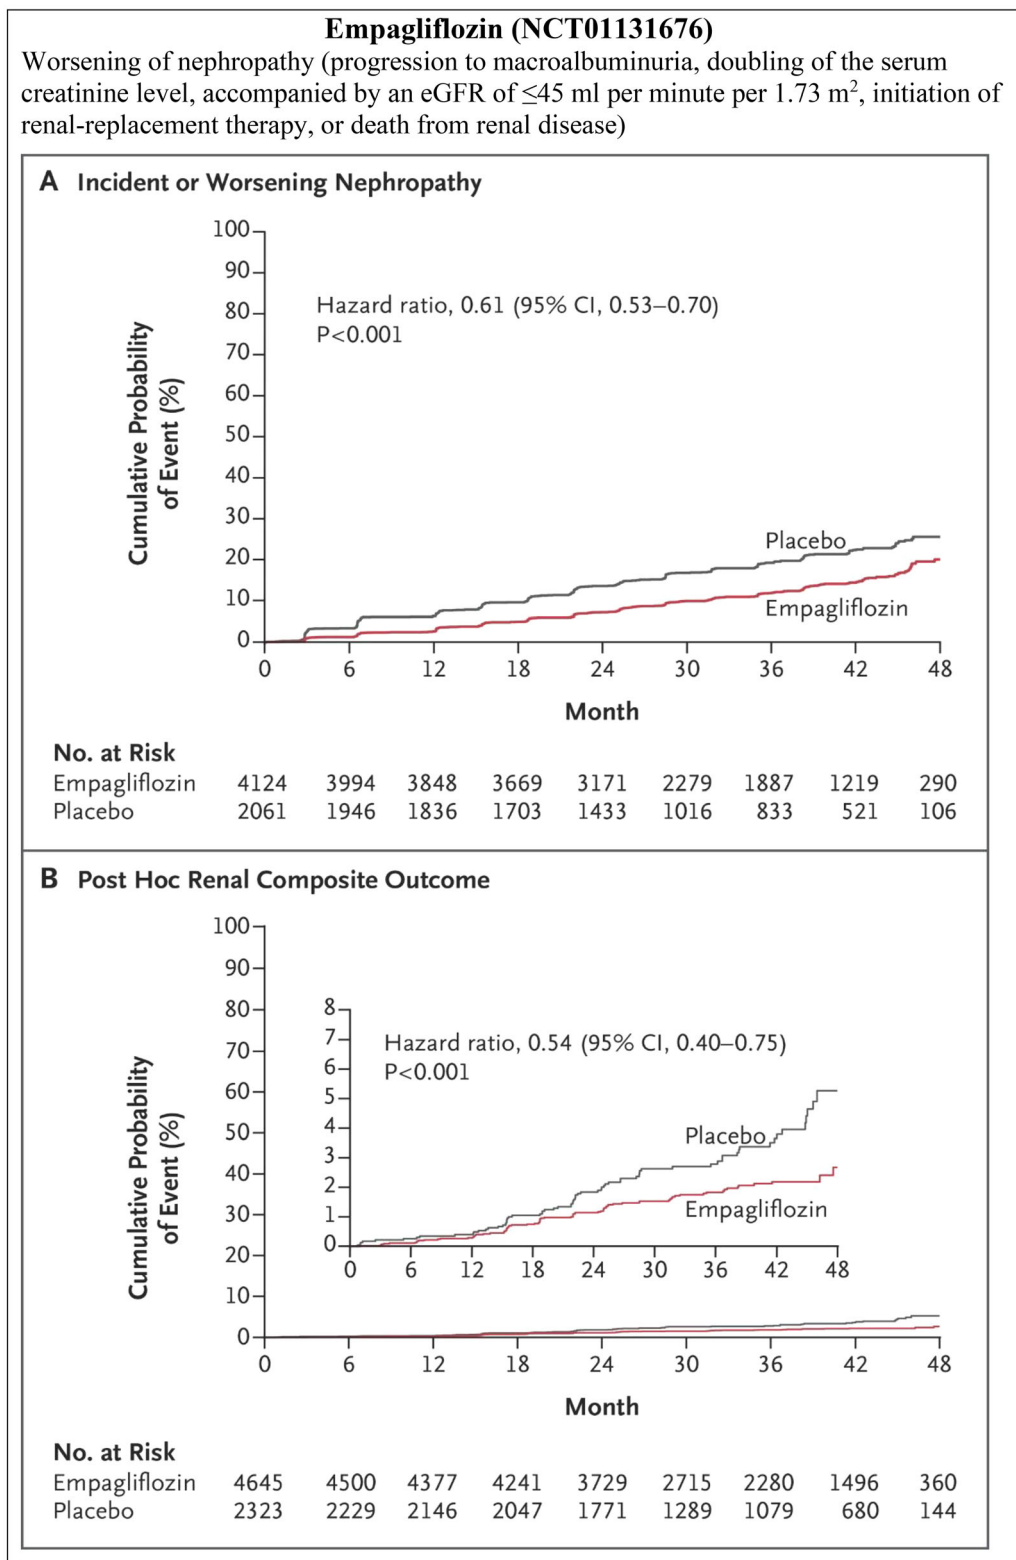 Empagliflozin (NCT01131676)
Worsening of nephropathy (progression to macroalbuminuria, doubling of the serum
creatinine level, accompanied by an eGFR of ≤45 ml per minute per 1.73 m², initiation of
renal-replacement therapy, or death from renal disease)
A Incident or Worsening Nephropathy
100
90
80
70
60
50
40
30
20
10
0
Cumulative Probability
of Event (%)
Hazard ratio, 0.61 (95% CI, 0.53–0.70)
P<0.001
Placebo
Empagliflozin
0 6 12 18 24 30 36 42 48
Month
No. at Risk
Empagliflozin 4124 3994 3848 3669 3171 2279 1887 1219 290
Placebo 2061 1946 1836 1703 1433 1016 833 521 106
B Post Hoc Renal Composite Outcome
100
90
80
70
60
50
40
30
20
10
0
Cumulative Probability
of Event (%)
8
7
6
5
4
3
2
1
0
Hazard ratio, 0.54 (95% CI, 0.40–0.75)
P<0.001
Placebo
Empagliflozin
0 6 12 18 24 30 36 42 48
0 6 12 18 24 30 36 42 48
Month
No. at Risk
Empagliflozin 4645 4500 4377 4241 3729 2715 2280 1496 360
Placebo 2323 2229 2146 2047 1771 1289 1079 680 144